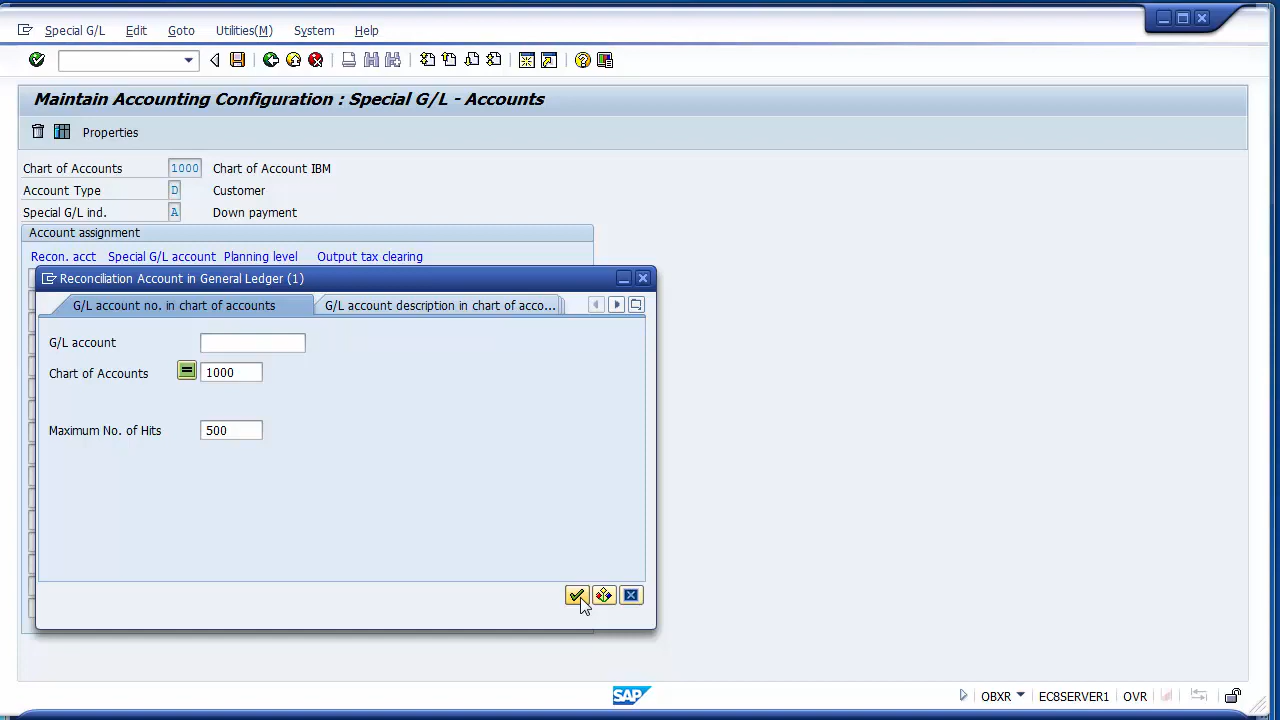 Special G/L Edit Goto Utilities(M) System Help
Maintain Accounting Configuration : Special G/L - Accounts
Properties
Chart of Accounts 1000 Chart of Account IBM
Account Type D Customer
Special G/L ind. A Down payment
Account assignment
Recon. acct Special G/L account Planning level Output tax clearing
Reconciliation Account in General Ledger (1)
G/L account no. in chart of accounts G/L account description in chart of acco...
G/L account
Chart of Accounts 1000
Maximum No. of Hits 500
SAP OBXR ECSERVER1 OVR